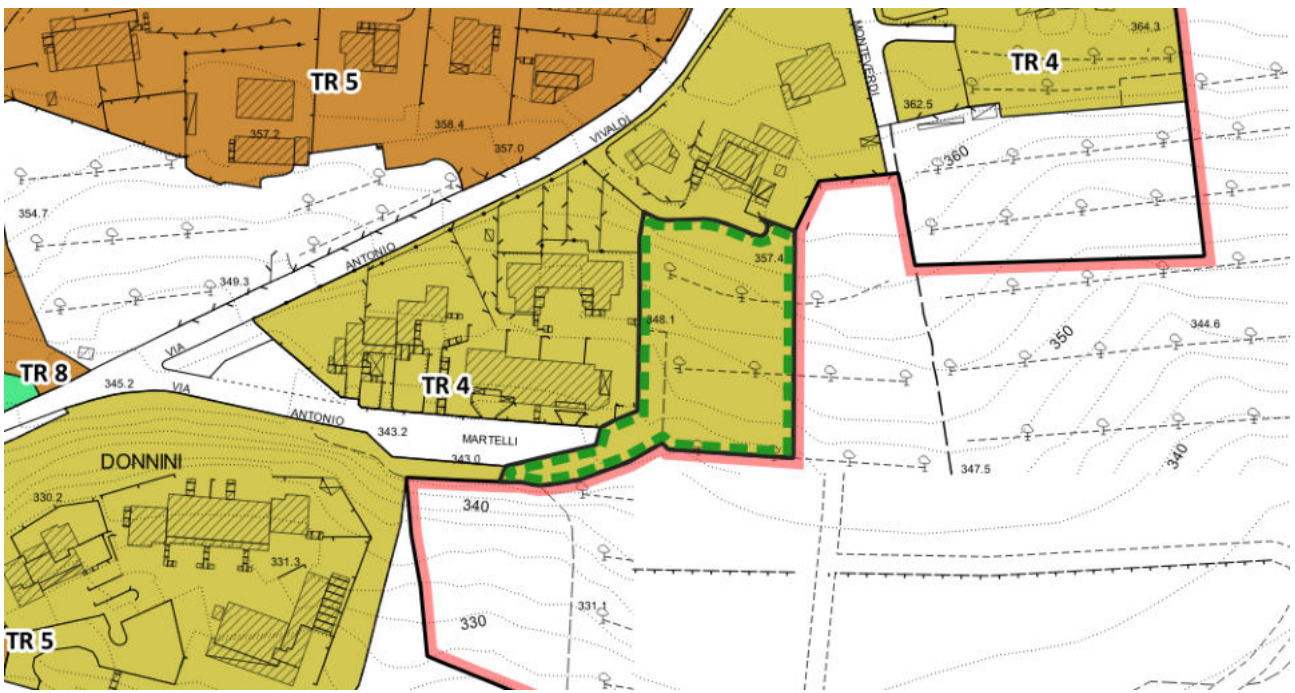 364.3
MONTEVERDI
TR 4
TR 5
362.5
357.2
358.4
VIVALDI
357.0
360
354.7
357.4
ANTONIO
349.3
348.1
350
344.6
VIA
TR 8
345.2
VIA
TR 4
ANTONIO
343.2
MARTELLI
343.0
340
347.5
DONNINI
330.2
340
331.3
331.1
330
TR 5